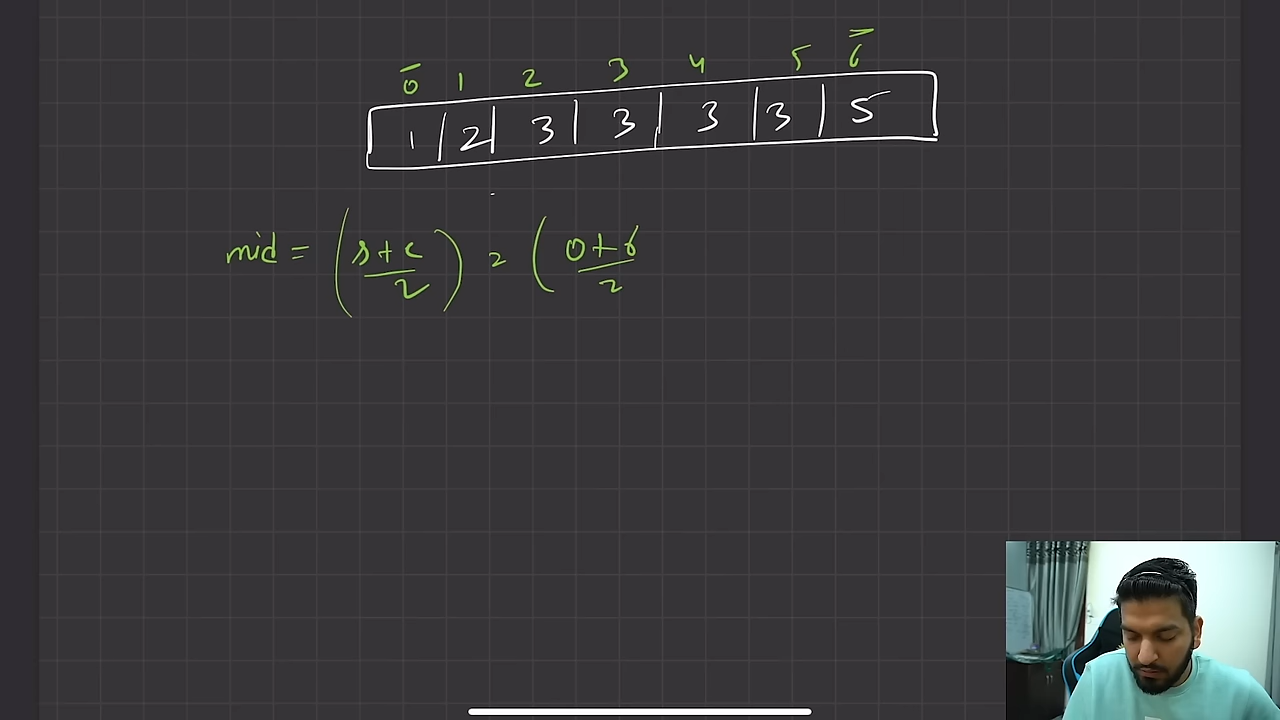 0 1 2 3 4 5 6
1 | 2 | 3 | 3 | 3 | 3 | 5
mid = (s+e/2) = (0+6/2